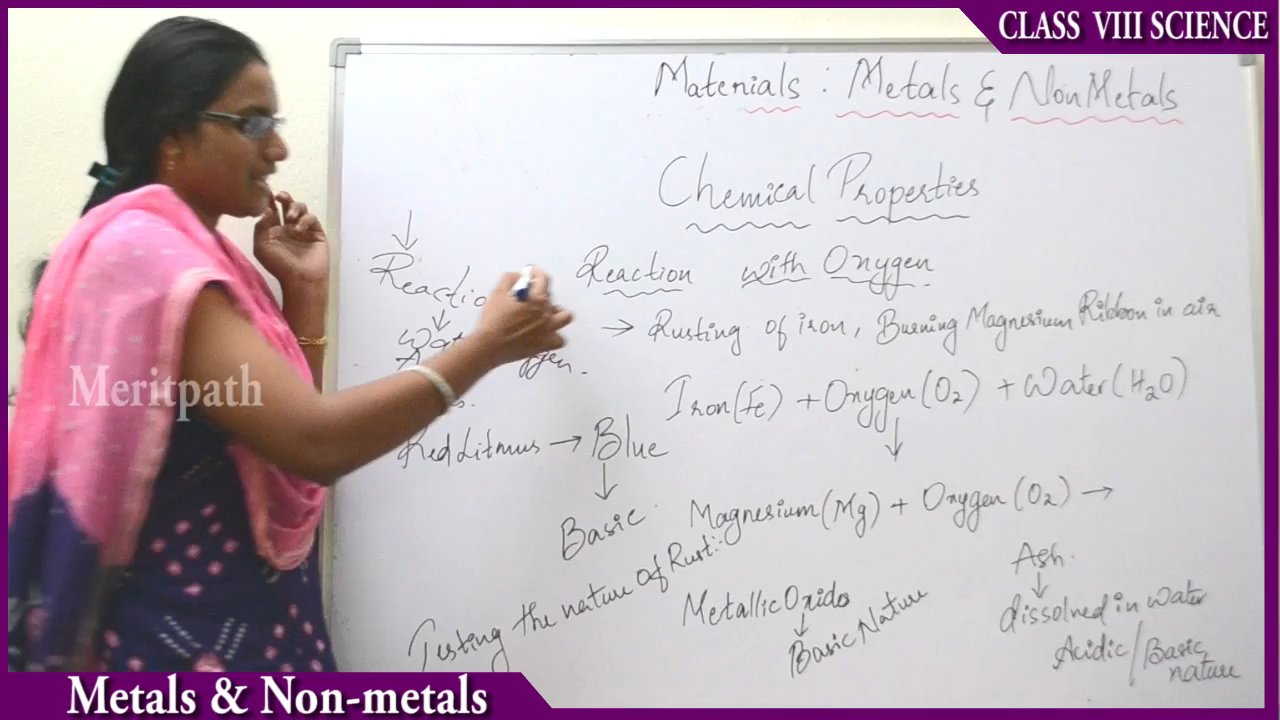 CLASS VIII SCIENCE
Materials : Metals & NonMetals
Chemical Properties
Reaction with Oxygen
→ Rusting of iron, Burning Magnesium Ribbon in air
Iron(Fe) + Oxygen(O2) + Water(H2O)
↓
Magnesium(Mg) + Oxygen(O2) →
Ash.
↓
dissolved in water
Acidic/Basic nature
Metallic Oxide
↓
Basic Nature
↓
↓
Red Litmus → Blue
↓
Basic.
Testing the nature of Rust:-
Meritpath
Metals & Non-metals